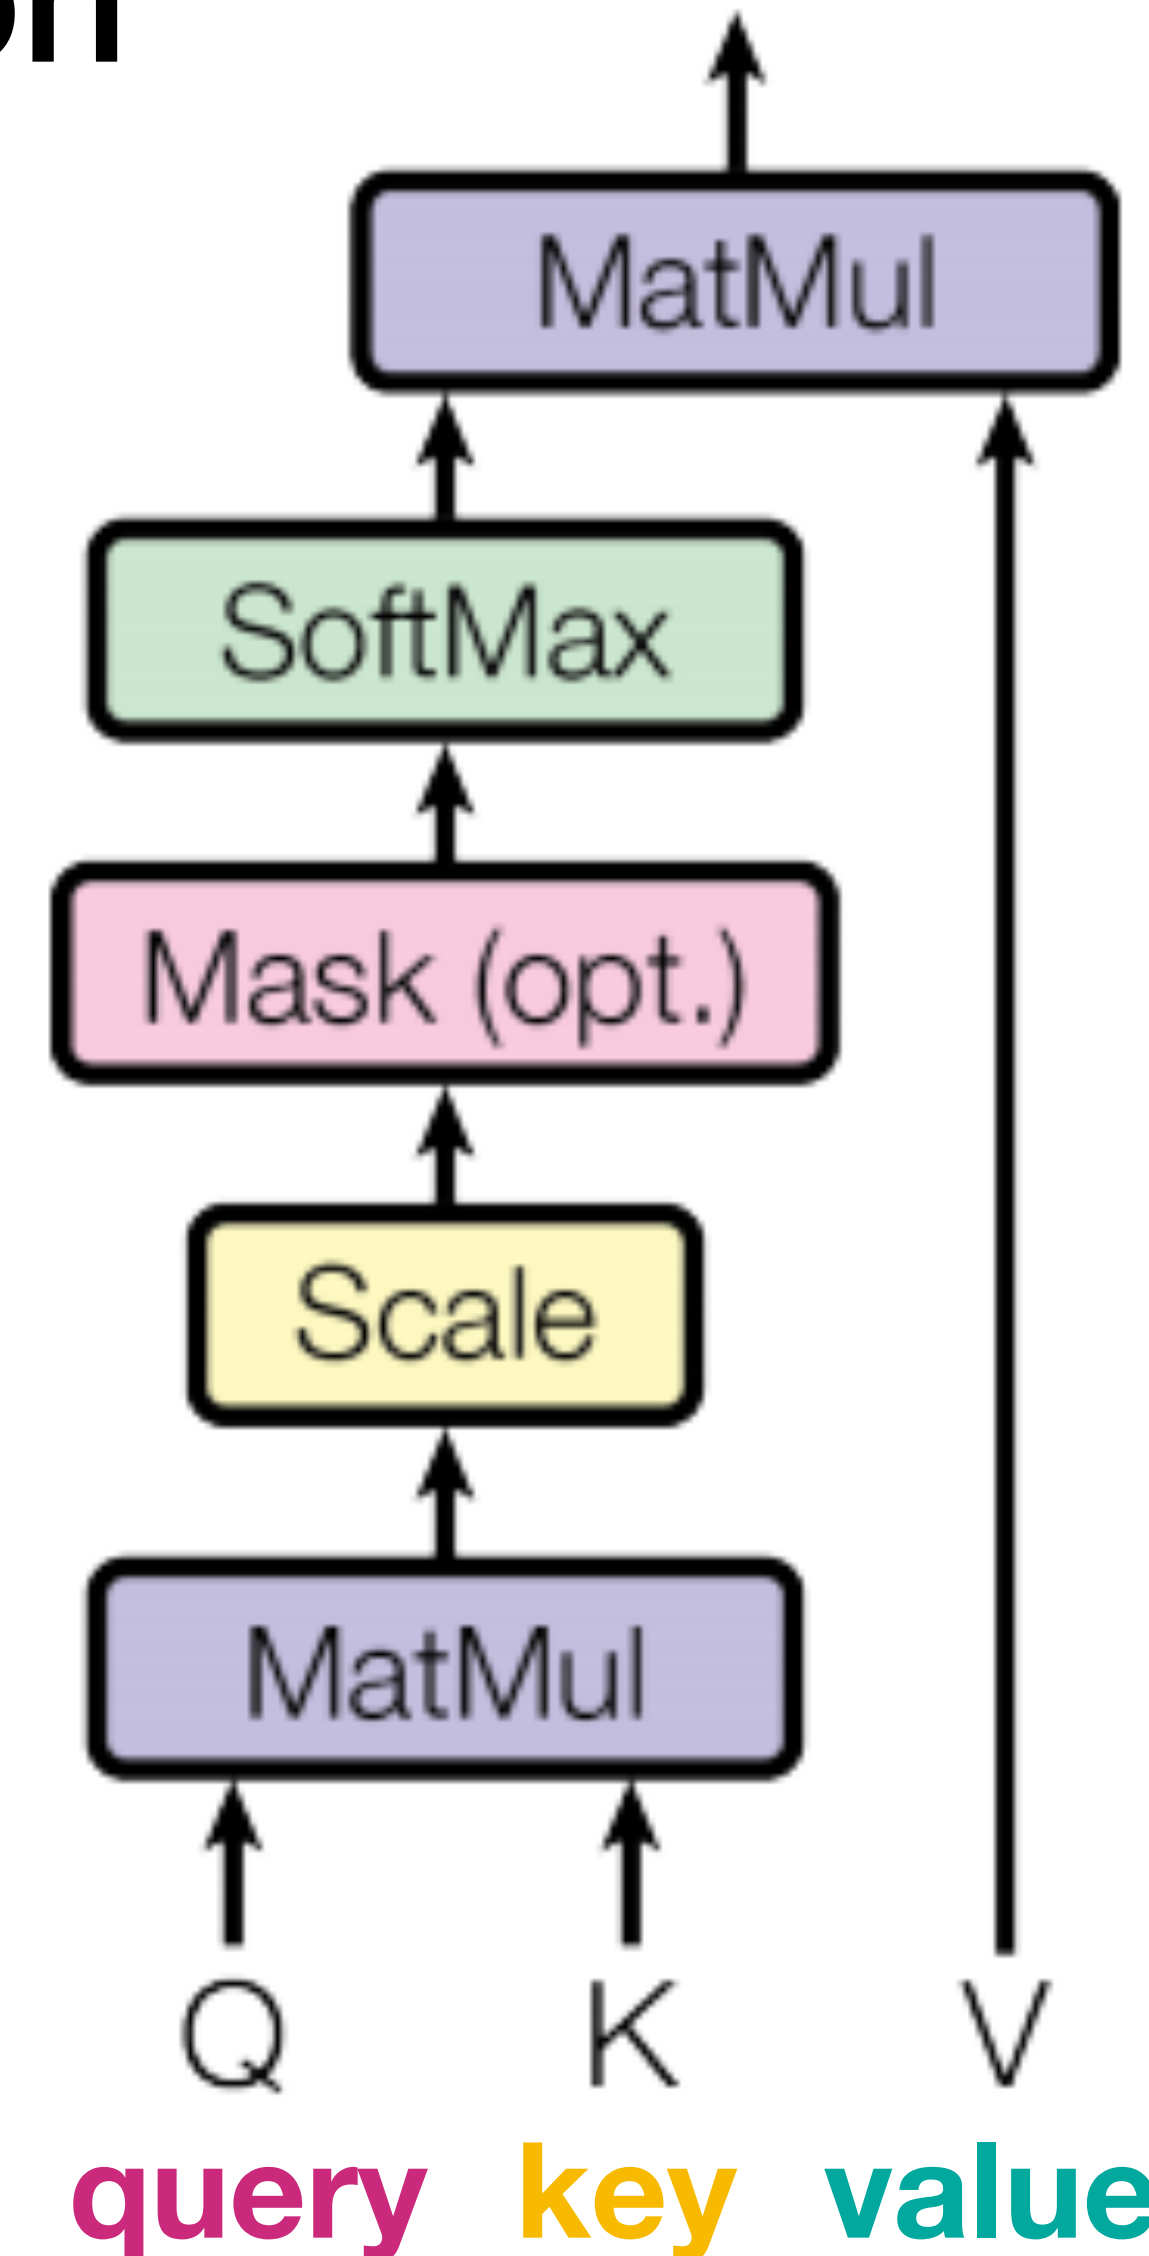 MatMul
SoftMax
Mask (opt.)
Scale
MatMul
Q K V
query key value